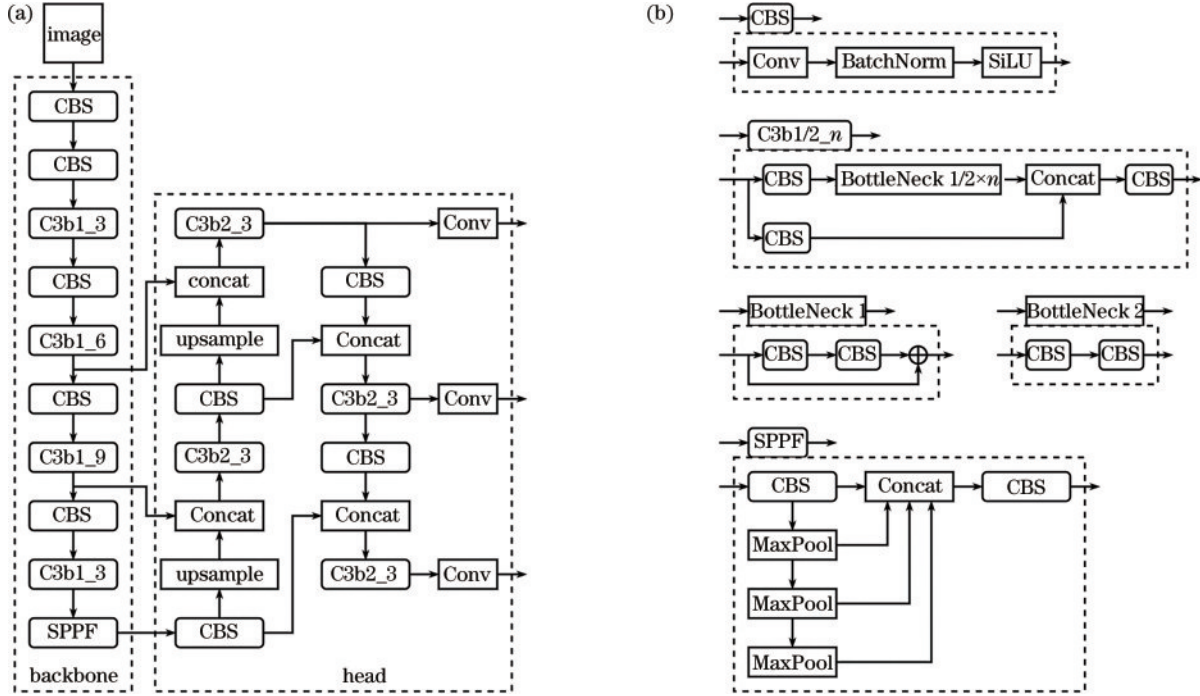 (a)
image
CBS
CBS
C3b1_3
CBS
C3b1_6
CBS
C3b1_9
CBS
C3b1_3
SPPF
backbone
C3b2_3
concat
upsample
CBS
C3b2_3
Concat
upsample
CBS
CBS
Concat
C3b2_3
CBS
Concat
C3b2_3
Conv
Conv
Conv
head
(b)
CBS
Conv BatchNorm SiLU
C3b1/2_n
CBS BottleNeck 1/2×n Concat CBS
CBS
BottleNeck 1
CBS CBS
BottleNeck 2
CBS CBS
SPPF
CBS Concat CBS
MaxPool
MaxPool
MaxPool